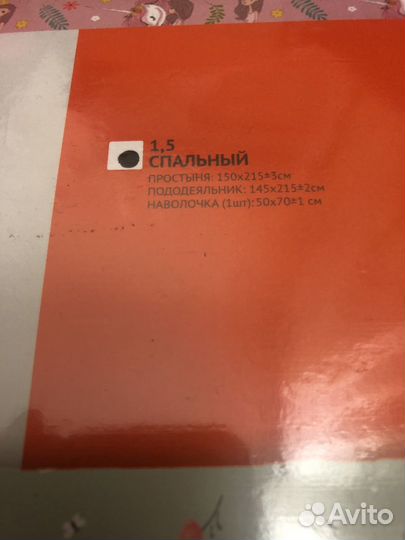 1,5
СПАЛЬНЫЙ
ПРОСТЫНЯ: 150х215±3см
ПОДОДЕЯЛЬНИК: 145х215±2см
НАВОЛОЧКА (1шт): 50х70±1 см
Avito